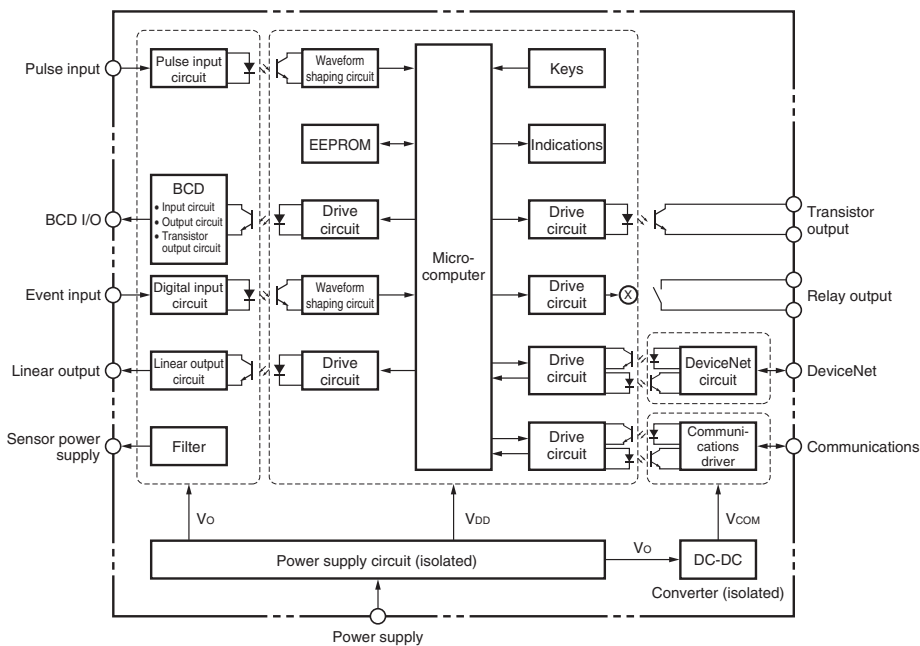 Pulse input
Pulse input
circuit
Waveform
shaping circuit
Keys
EEPROM
Indications
BCD I/O
BCD
• Input circuit
• Output circuit
• Transistor
output circuit
Drive
circuit
Micro-
computer
Drive
circuit
Transistor
output
Event input
Digital input
circuit
Waveform
shaping circuit
Drive
circuit
X
Relay output
Linear output
Linear output
circuit
Drive
circuit
Drive
circuit
DeviceNet
circuit
DeviceNet
Sensor power
supply
Filter
Drive
circuit
Communi-
cations
driver
Communications
VO
VDD
VCOM
Power supply circuit (isolated)
VO
DC-DC
Converter (isolated)
Power supply